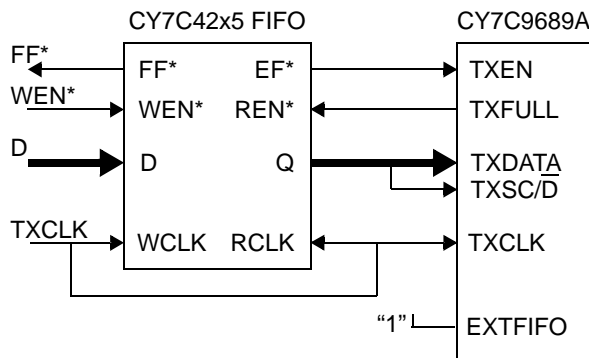 CY7C42x5 FIFO CY7C9689A
FF* FF* EF* TXEN
WEN* WEN* REN* TXFULL
D D Q TXDATA
TXSC/D̅
TXCLK WCLK RCLK TXCLK
“1” EXTFIFO